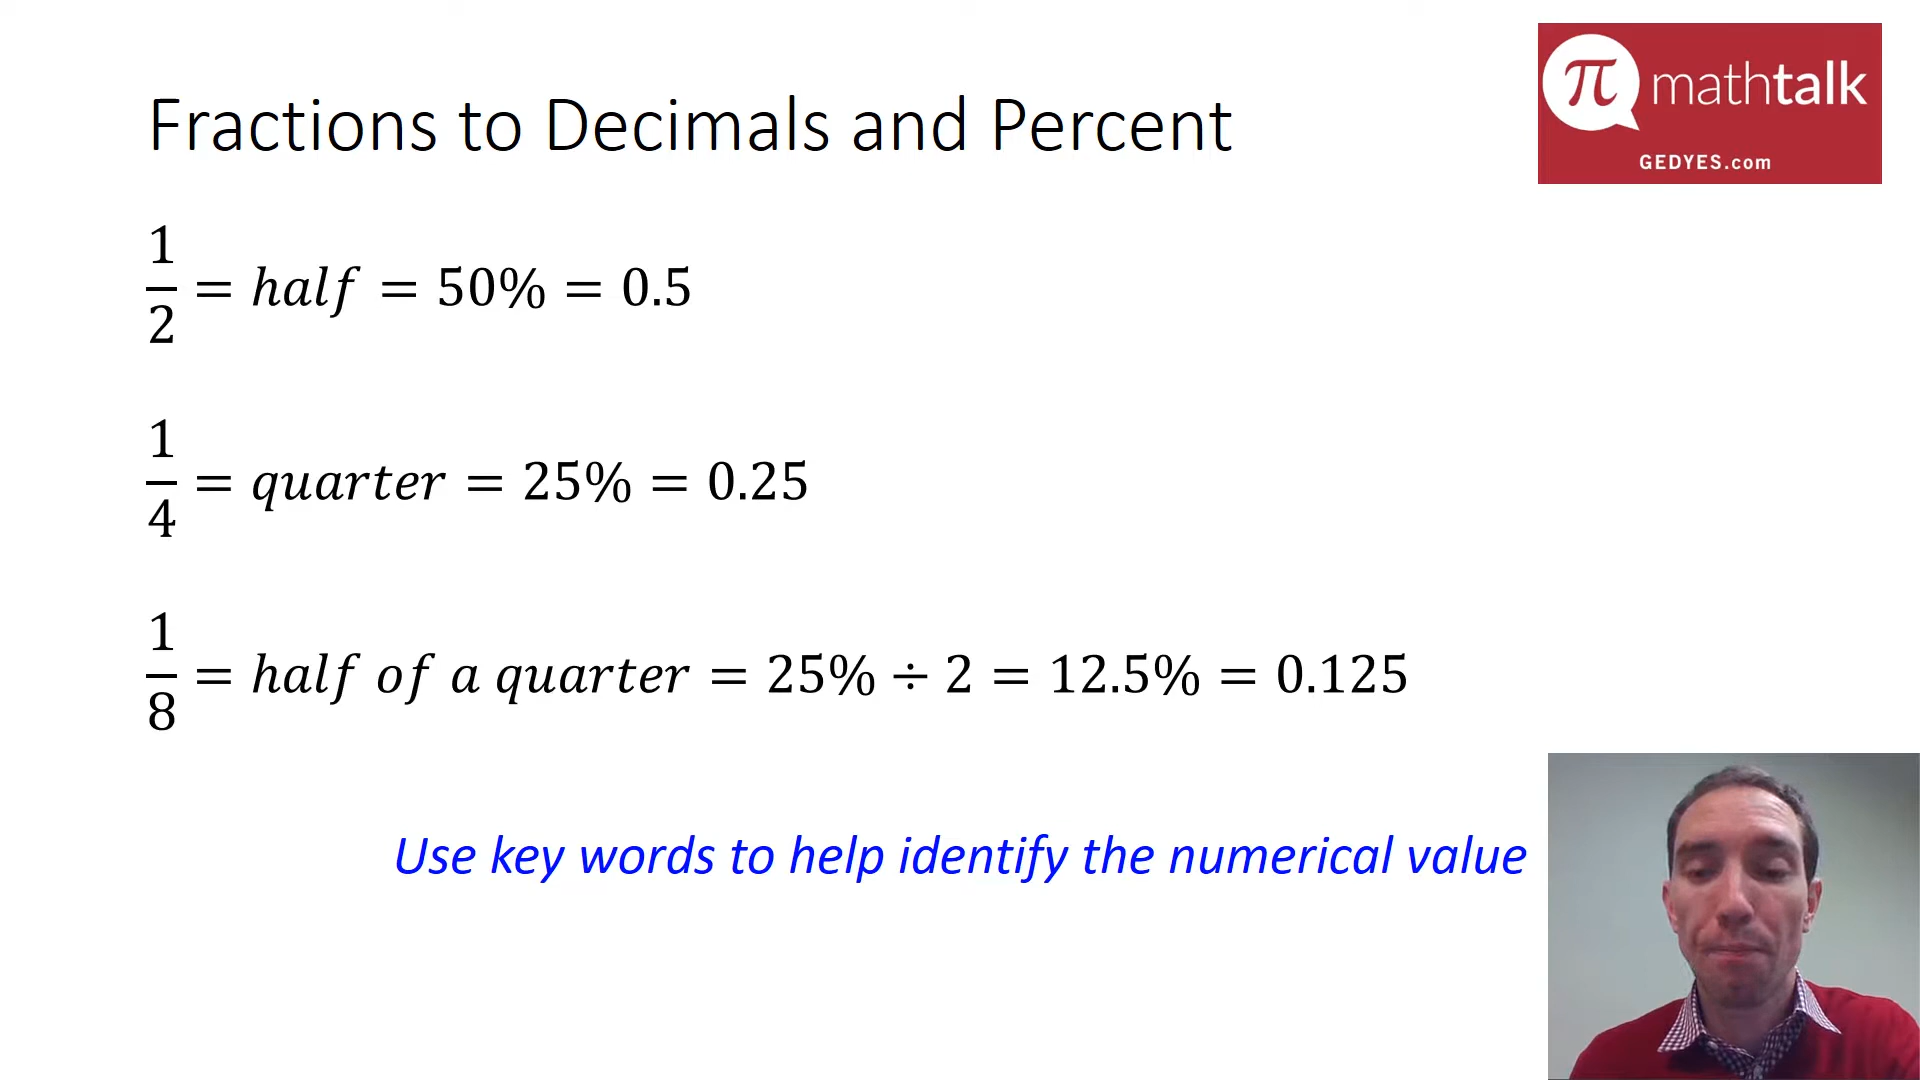 Fractions to Decimals and Percent
π mathtalk
GEDYES.com
1/2 = half = 50% = 0.5
1/4 = quarter = 25% = 0.25
1/8 = half of a quarter = 25% ÷ 2 = 12.5% = 0.125
Use key words to help identify the numerical value